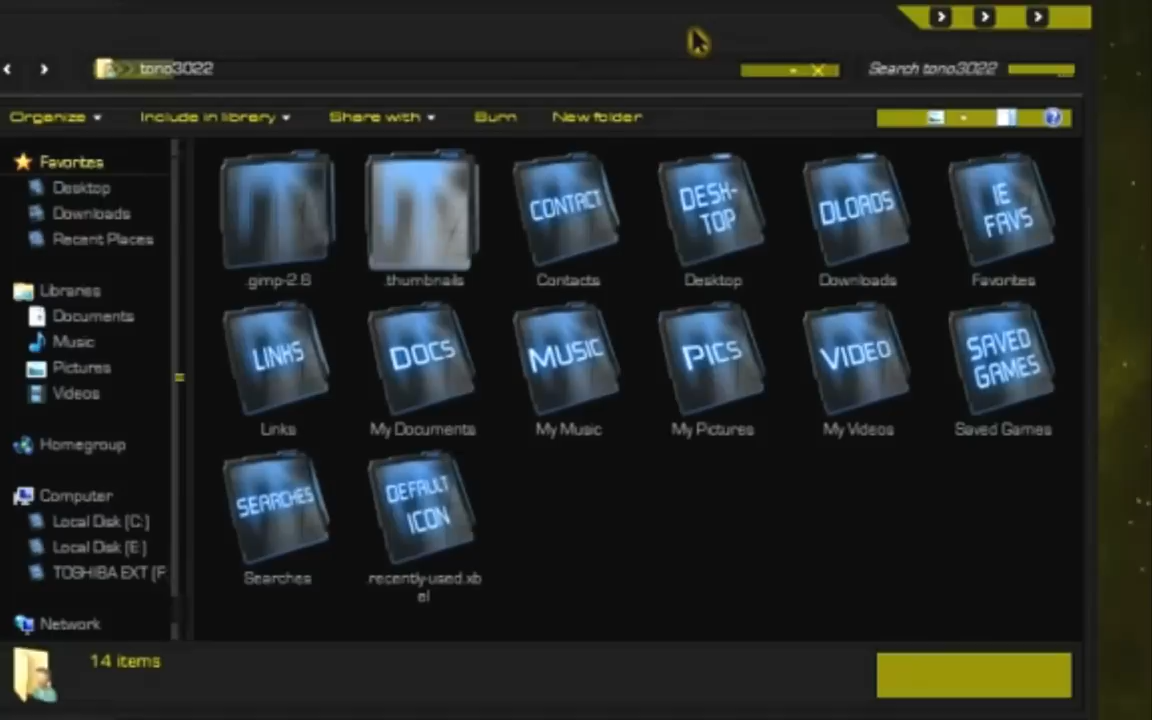 tono3022
Search tono3022
Organize
Include in library
Share with
Burn
New folder
Favorites
Desktop
Downloads
Recent Places
Libraries
Documents
Music
Pictures
Videos
Homegroup
Computer
Local Disk (C:)
Local Disk (E:)
TOSHIBA EXT (F
Network
.gimp-2.6
.thumbnails
CONTACT
Contacts
DESK-
TOP
Desktop
DLOADS
Downloads
IE
FAVS
Favorites
LINKS
Links
DOCS
My Documents
MUSIC
My Music
PICS
My Pictures
VIDEO
My Videos
SAVED
GAMES
Saved Games
SEARCHES
Searches
DEFAULT
ICON
.recently-used.xb
el
14 items